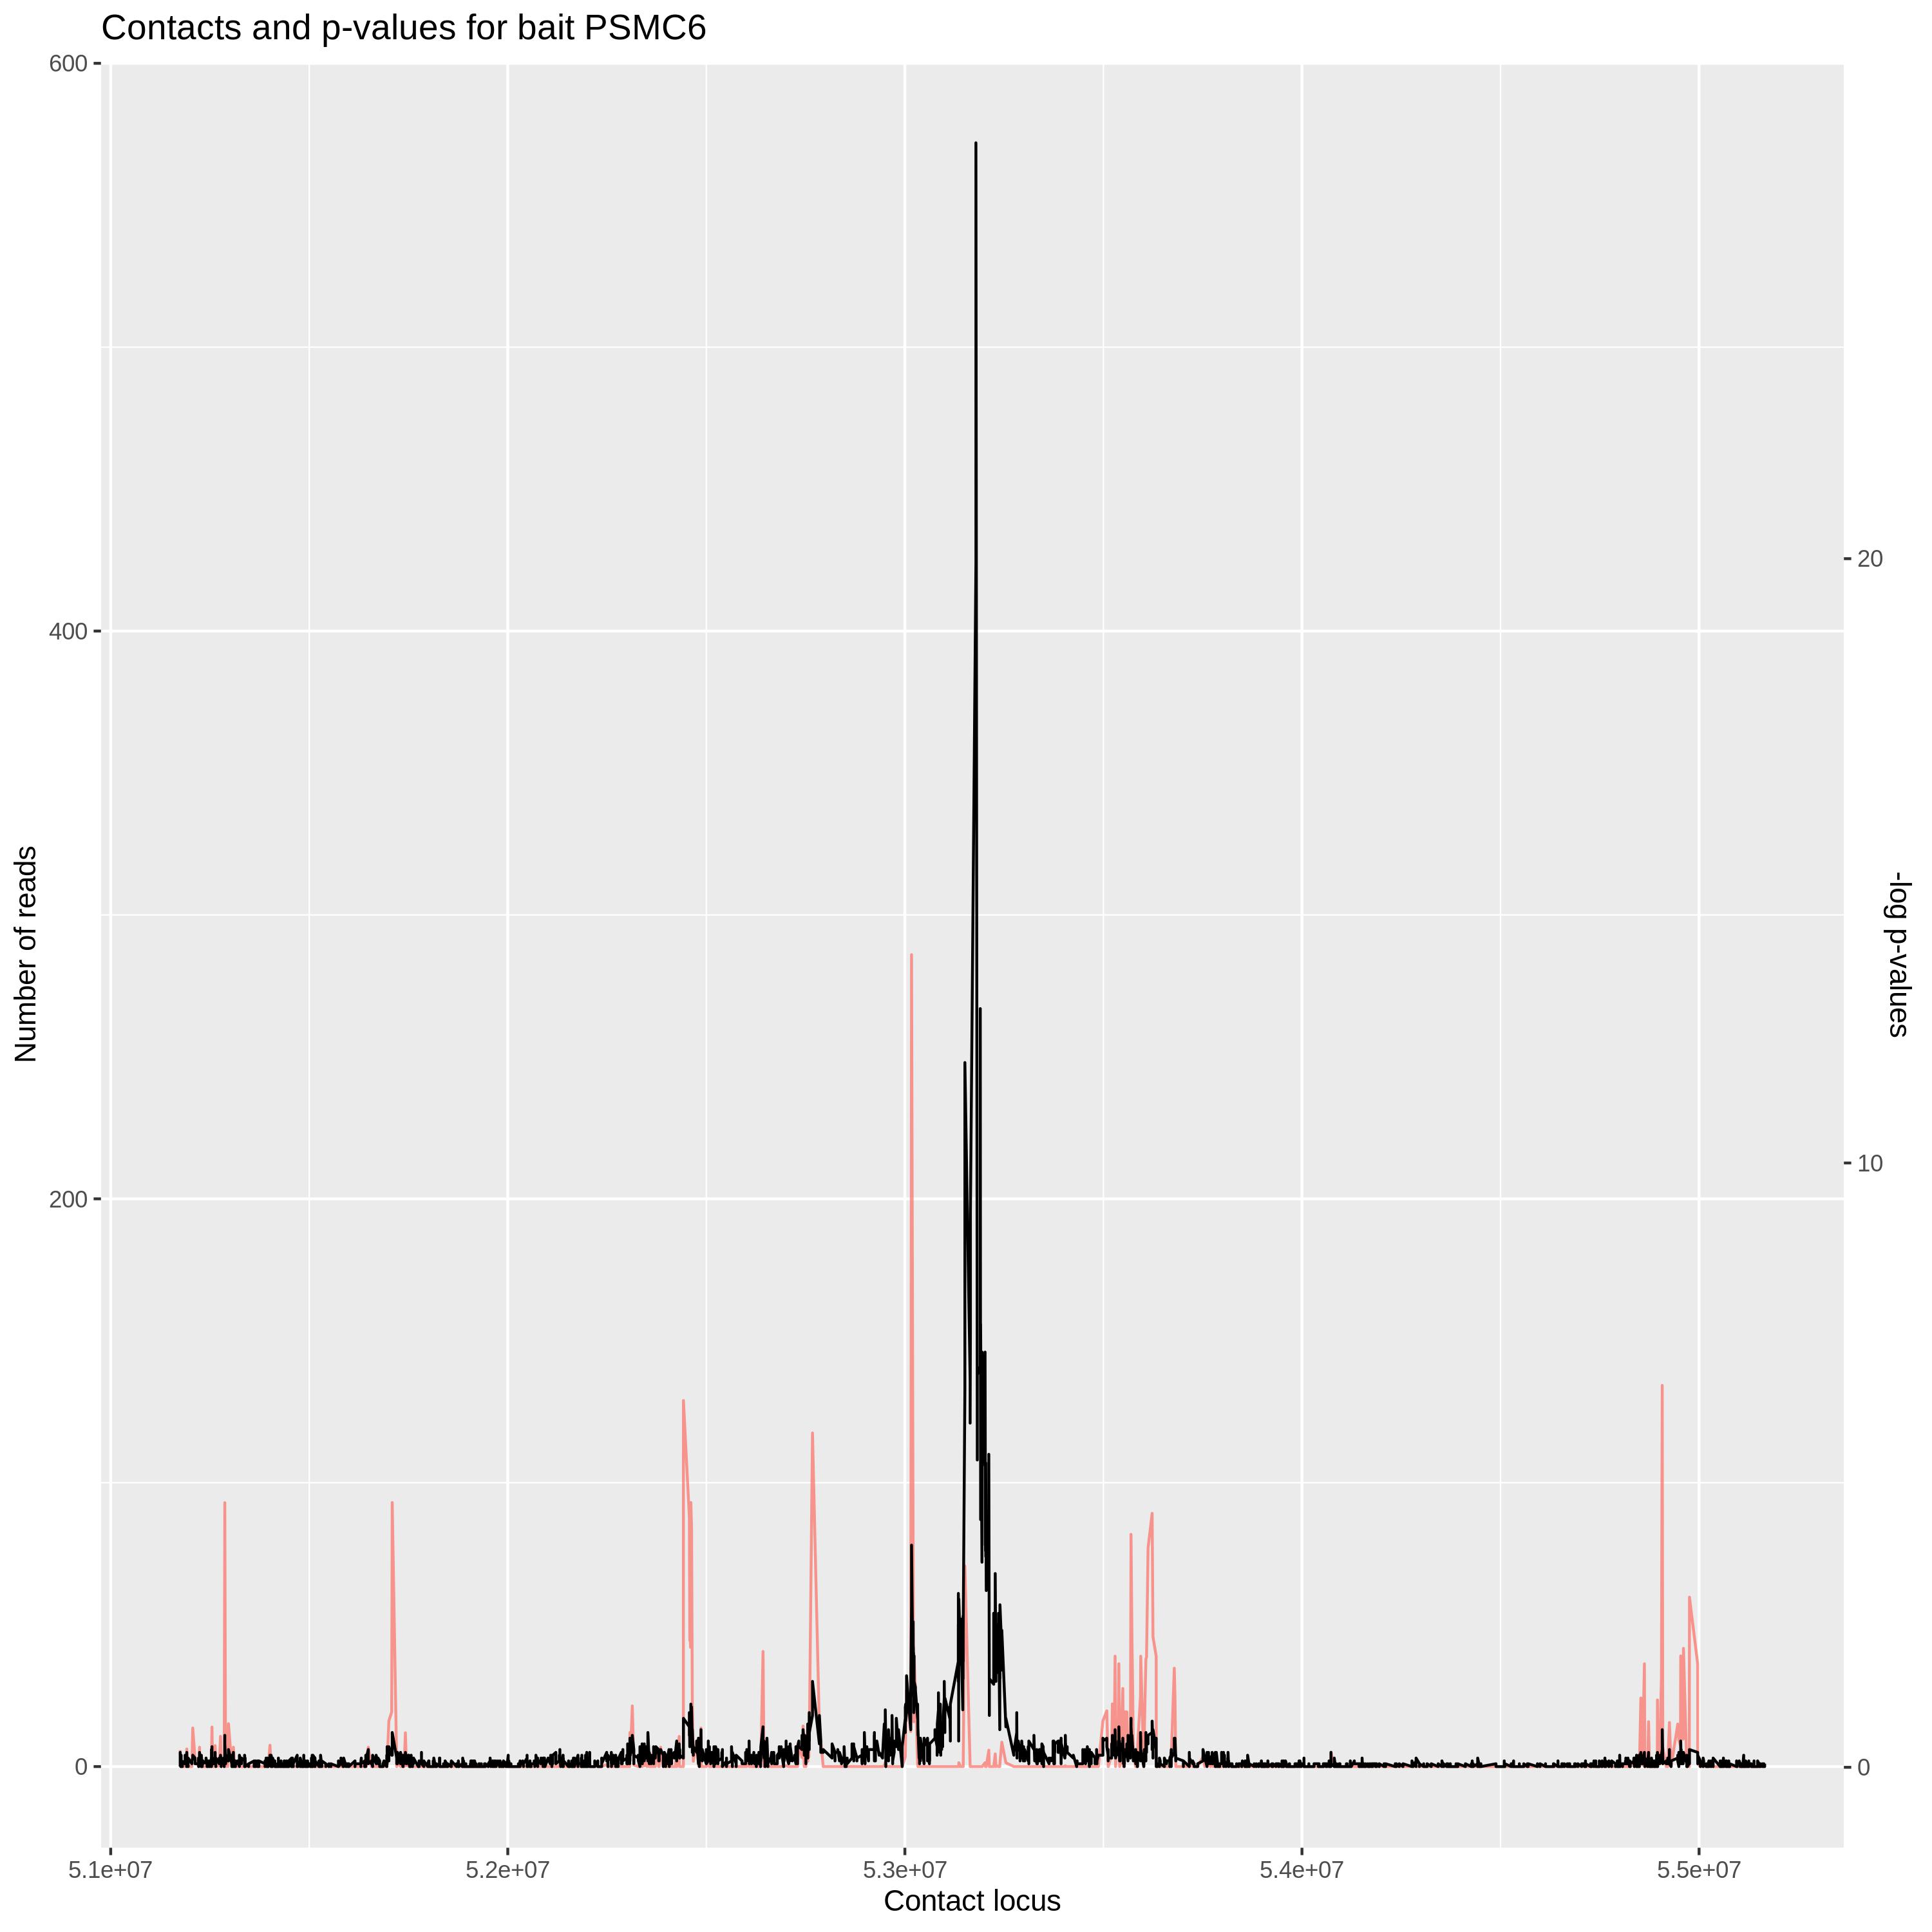 Contacts and p-values for bait PSMC6
600
400
200
0
Number of reads
20
10
0
-log p-values
5.1e+07 5.2e+07 5.3e+07 5.4e+07 5.5e+07
Contact locus